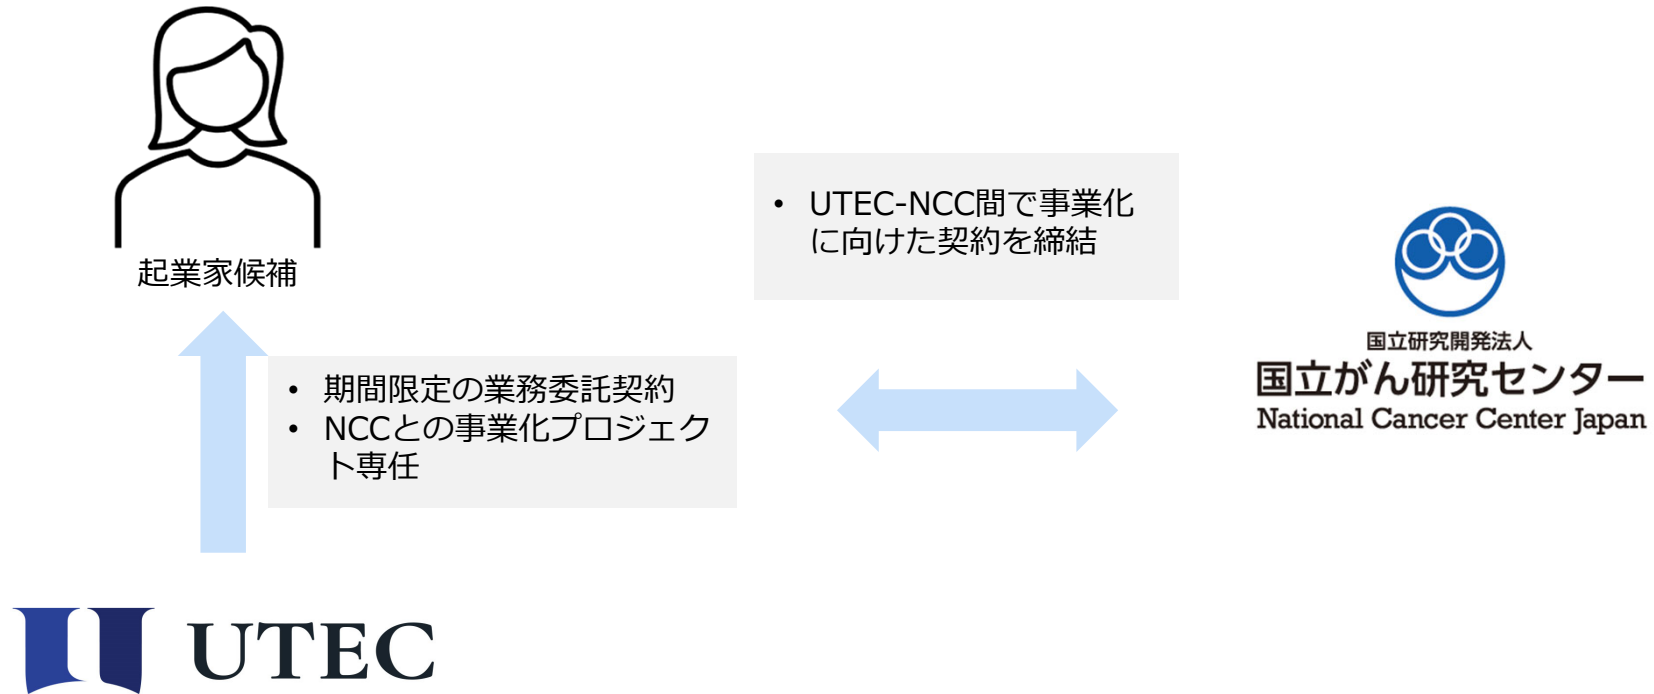 起業家候補
• 期間限定の業務委託契約
• NCCとの事業化プロジェク
ト専任
• UTEC-NCC間で事業化
に向けた契約を締結
国立研究開発法人
国立がん研究センター
National Cancer Center Japan
UTEC